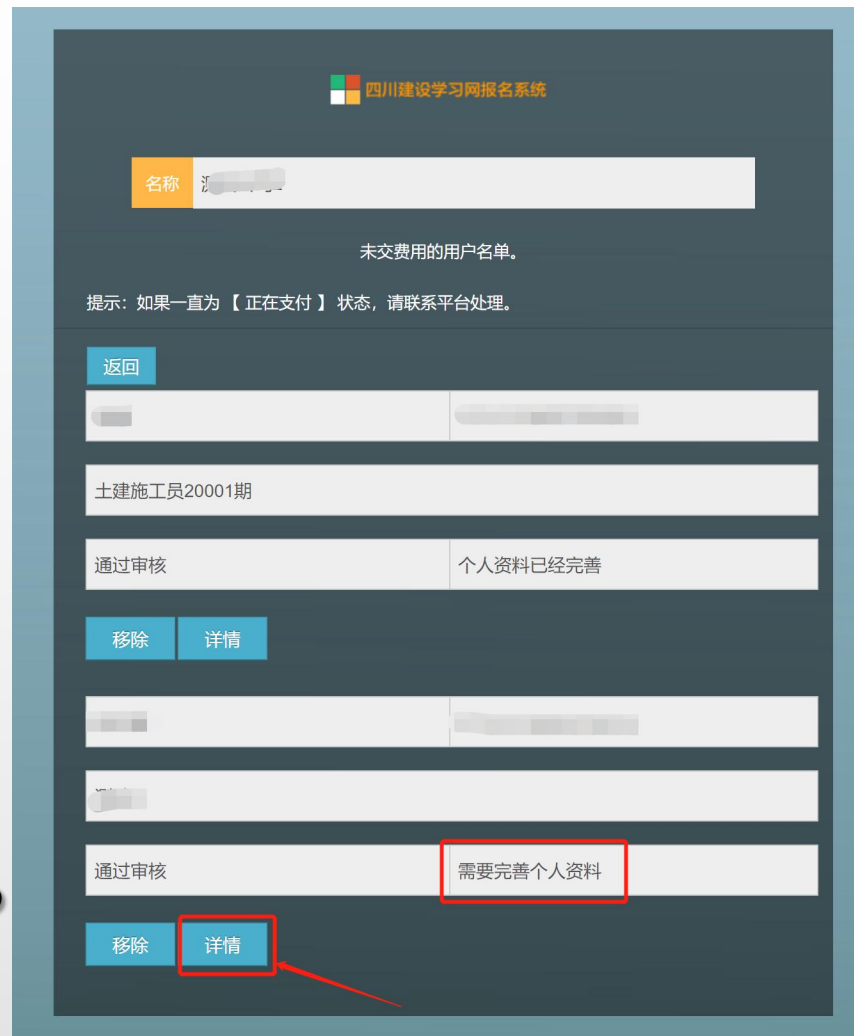 四川建设学习网报名系统
名称
未交费用的用户名单。
提示：如果一直为【 正在支付 】状态，请联系平台处理。
返回
土建施工员20001期
通过审核 个人资料已经完善
移除 详情
通过审核 需要完善个人资料
移除 详情